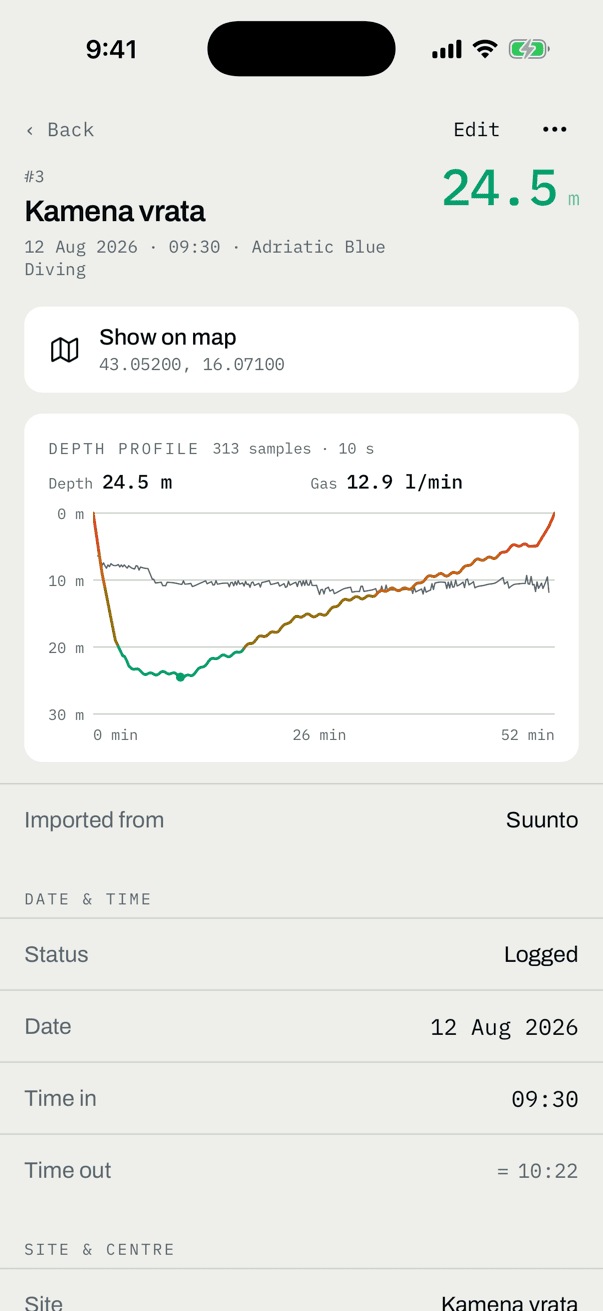 9:41
‹ Back
Edit
#3
24.5 m
Kamena vrata
12 Aug 2026 · 09:30 · Adriatic Blue
Diving
Show on map
43.05200, 16.07100
DEPTH PROFILE 313 samples · 10 s
Depth 24.5 m
Gas 12.9 l/min
0 m
10 m
20 m
30 m
0 min
26 min
52 min
Imported from
Suunto
DATE & TIME
Status
Logged
Date
12 Aug 2026
Time in
09:30
Time out
= 10:22
SITE & CENTRE
Site
Kamena vrata